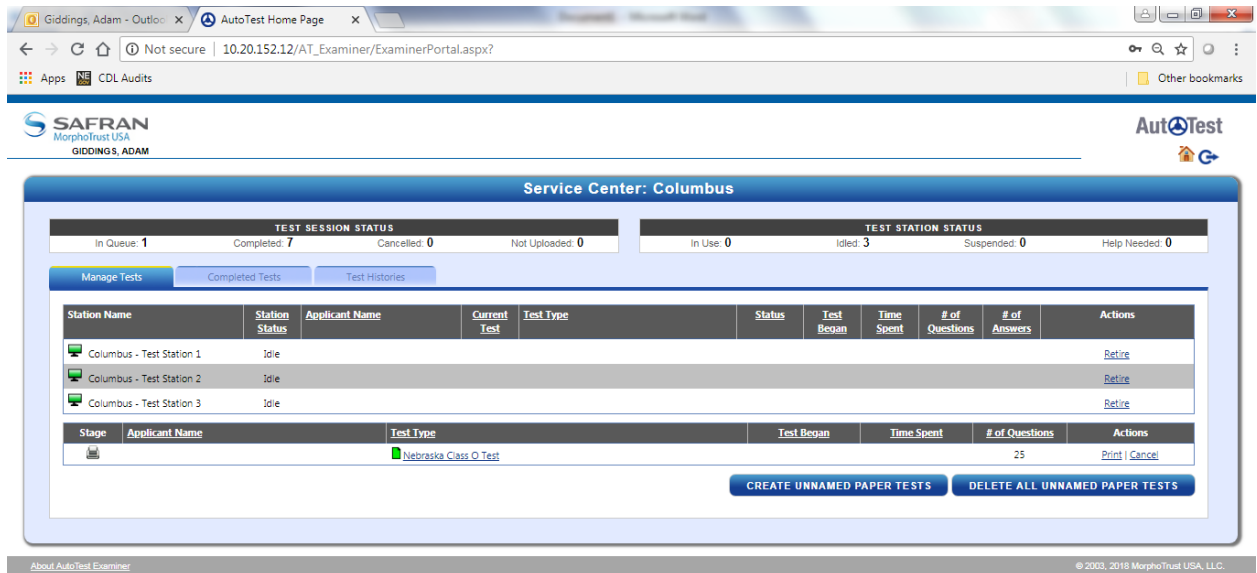 Giddings, Adam - Outloo AutoTest Home Page
Not secure 10.20.152.12/AT_Examiner/ExaminerPortal.aspx?
Apps CDL Audits Other bookmarks
SAFRAN
MorphoTrust USA
GIDDINGS, ADAM
AutoTest
Service Center: Columbus
TEST SESSION STATUS TEST STATION STATUS
In Queue: 1 Completed: 7 Cancelled: 0 Not Uploaded: 0 In Use: 0 Idled: 3 Suspended: 0 Help Needed: 0
Manage Tests Completed Tests Test Histories
Station Name Station Status Applicant Name Current Test Test Type Status Test Began Time Spent # of Questions # of Answers Actions
Columbus - Test Station 1 Idle Retire
Columbus - Test Station 2 Idle Retire
Columbus - Test Station 3 Idle Retire
Stage Applicant Name Test Type Test Began Time Spent # of Questions Actions
Nebraska Class O Test 25 Print | Cancel
CREATE UNNAMED PAPER TESTS DELETE ALL UNNAMED PAPER TESTS
About AutoTest Examiner © 2003, 2018 MorphoTrust USA, LLC.